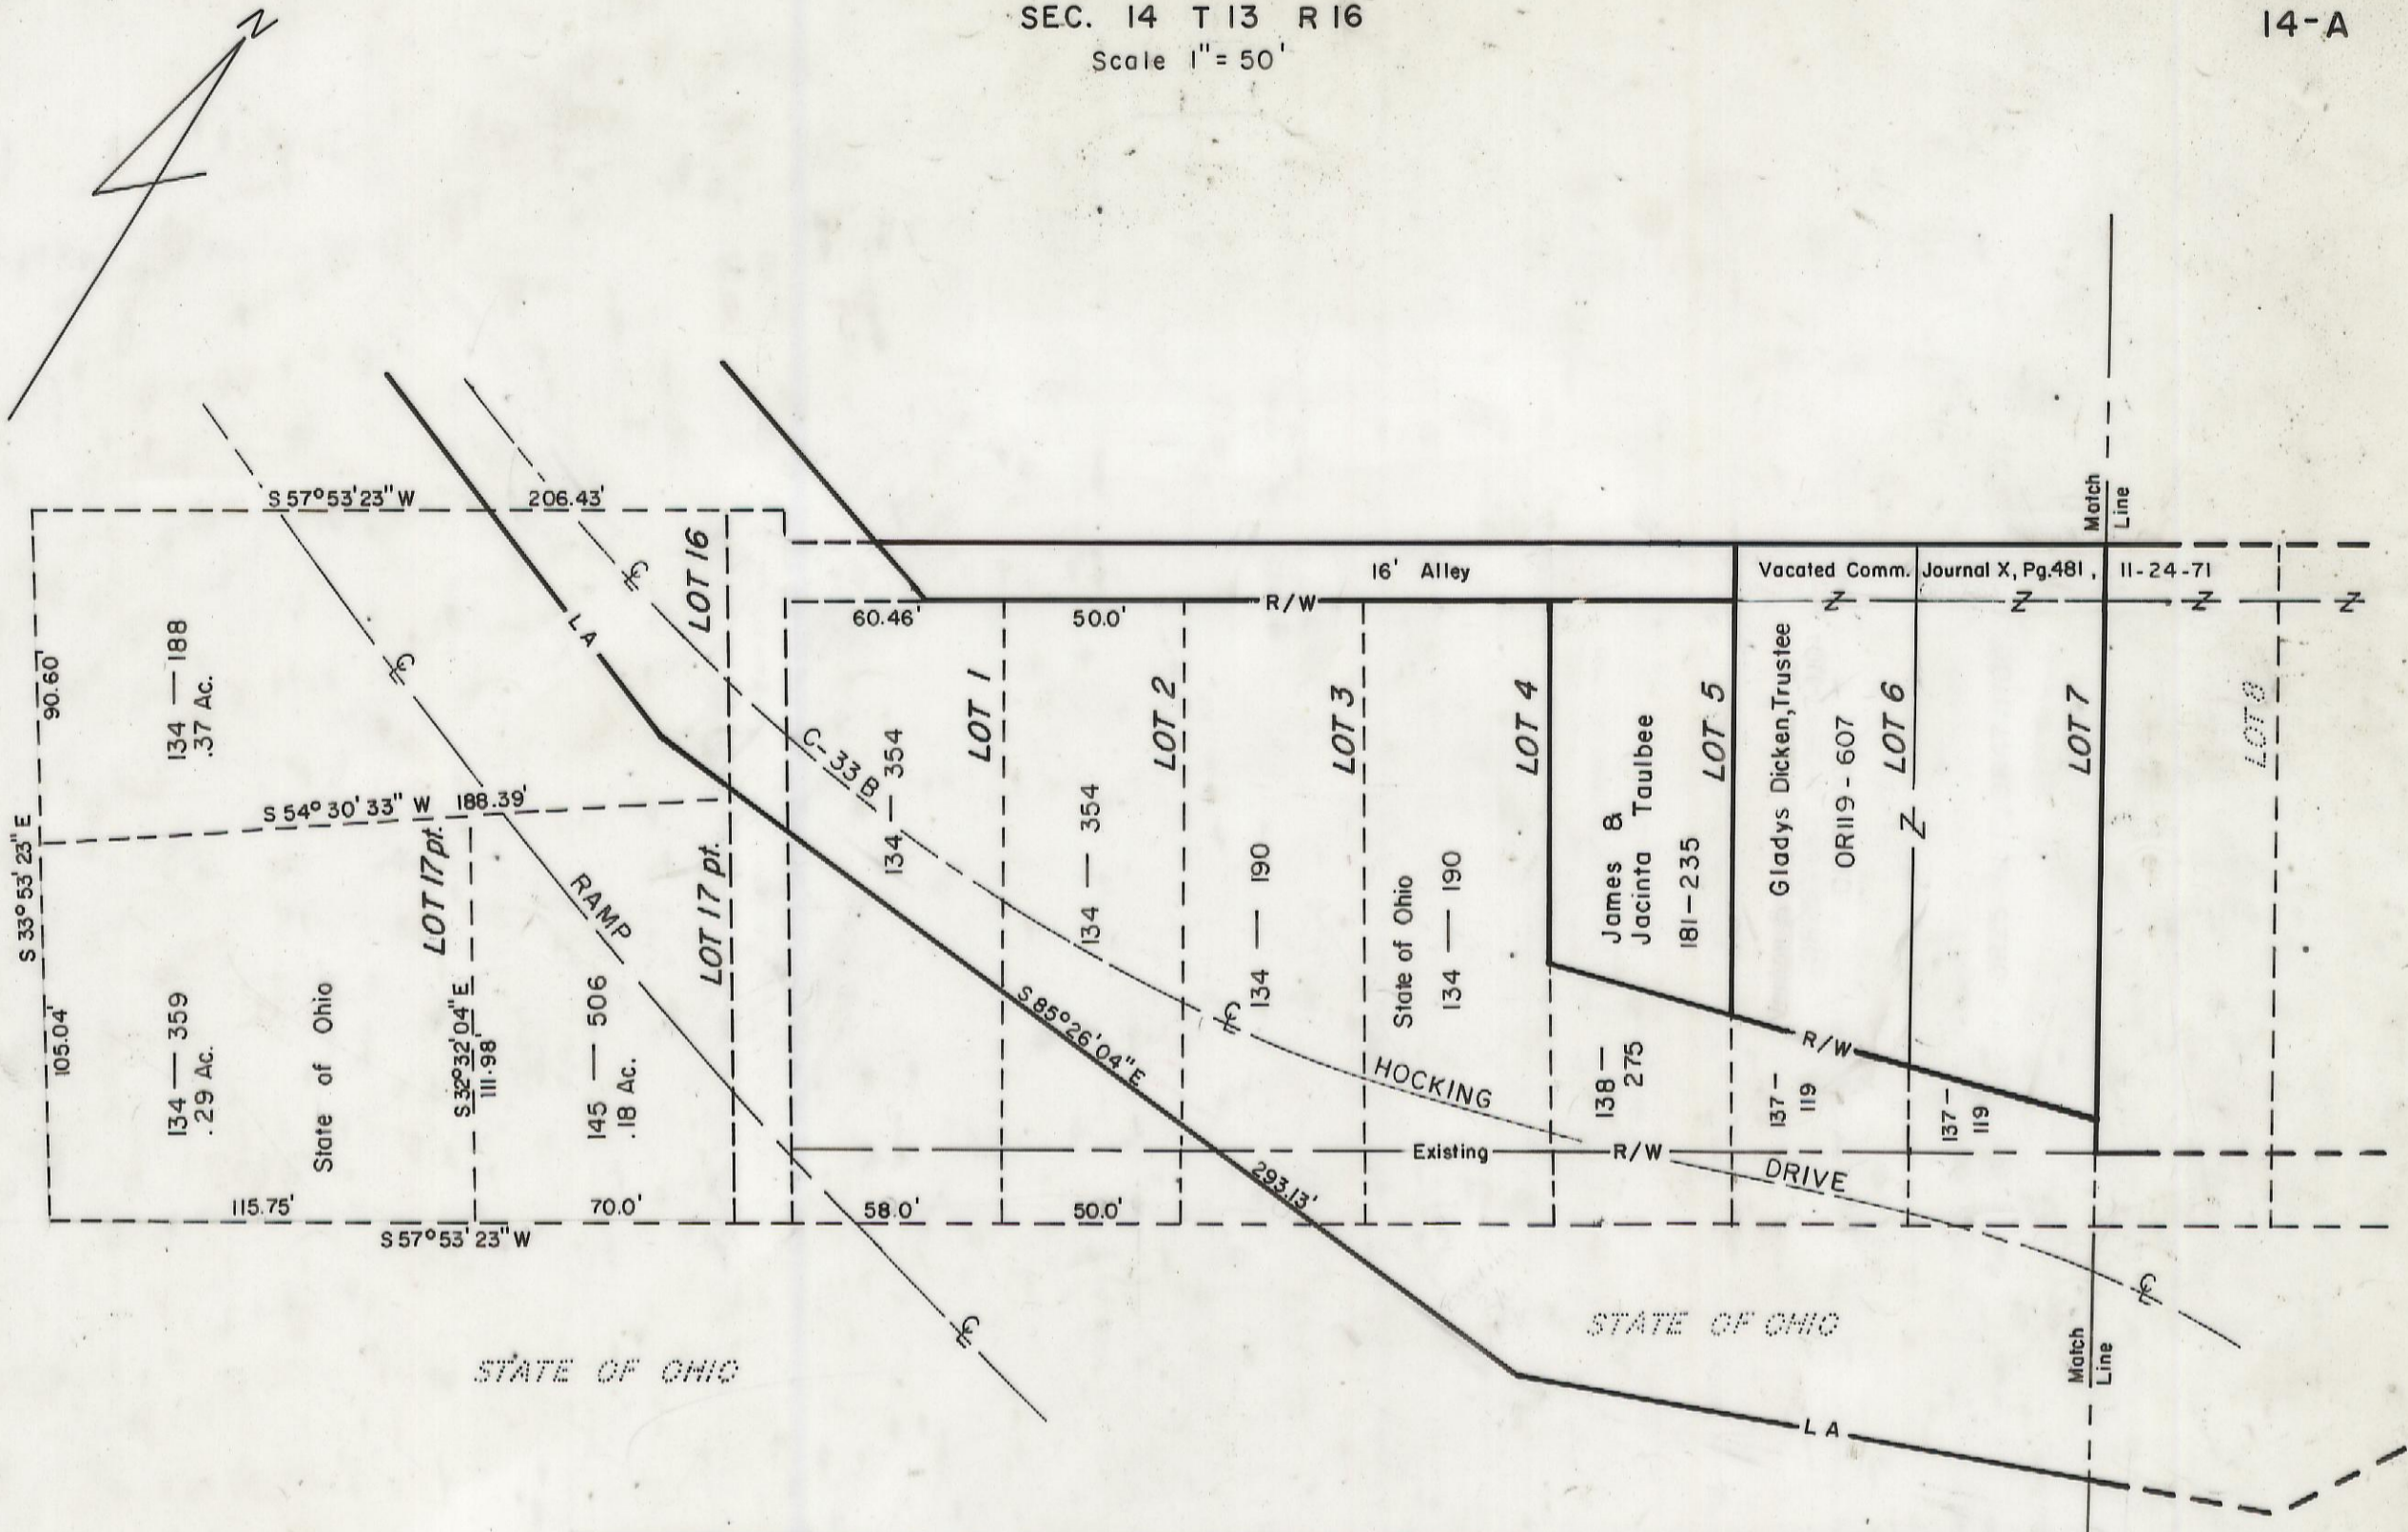 SEC. 14 T 13 R 16
14-A
Scale 1" = 50'
N
Match
Line
S 57° 53' 23" W
206.43'
16' Alley
Vacated Comm. Journal X, Pg. 481, 11-24-71
R/W
Z
Z
Z
Z
60.46'
50.0'
LA
C̵L
C̵L
90.60'
134 — 188
.37 Ac.
LOT 16
LOT 1
LOT 2
LOT 3
LOT 4
LOT 5
LOT 6
LOT 7
LOT 8
C-33B
134 — 354
134 — 354
134 — 190
State of Ohio
134 — 190
James &
Jacinta Taulbee
181-235
Gladys Dicken, Trustee
OR119-607
Z
S 54° 30' 33" W
188.39'
S 33° 53' 23" E
LOT 17 pt.
LOT 17 pt.
RAMP
105.04'
134 — 359
.29 Ac.
State of Ohio
S 32° 32' 04" E
111.98'
145 — 506
.18 Ac.
S 85° 26' 04" E
293.13'
C̵L
HOCKING
138 —
275
R/W
137 -
119
137 -
119
Existing
R/W
DRIVE
115.75'
70.0'
58.0'
50.0'
S 57° 53' 23" W
C̵L
C̵L
STATE OF OHIO
STATE OF OHIO
Match
Line
LA